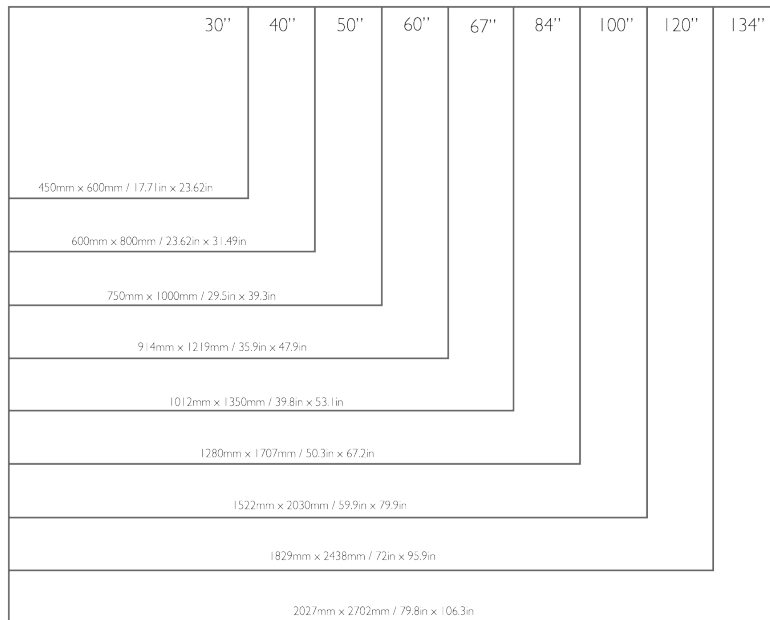 30’’ 40’’ 50’’ 60’’ 67’’ 84’’ 100’’ 120’’ 134’’
450mm x 600mm / 17.71in x 23.62in
600mm x 800mm / 23.62in x 31.49in
750mm x 1000mm / 29.5in x 39.3in
914mm x 1219mm / 35.9in x 47.9in
1012mm x 1350mm / 39.8in x 53.1in
1280mm x 1707mm / 50.3in x 67.2in
1522mm x 2030mm / 59.9in x 79.9in
1829mm x 2438mm / 72in x 95.9in
2027mm x 2702mm / 79.8in x 106.3in